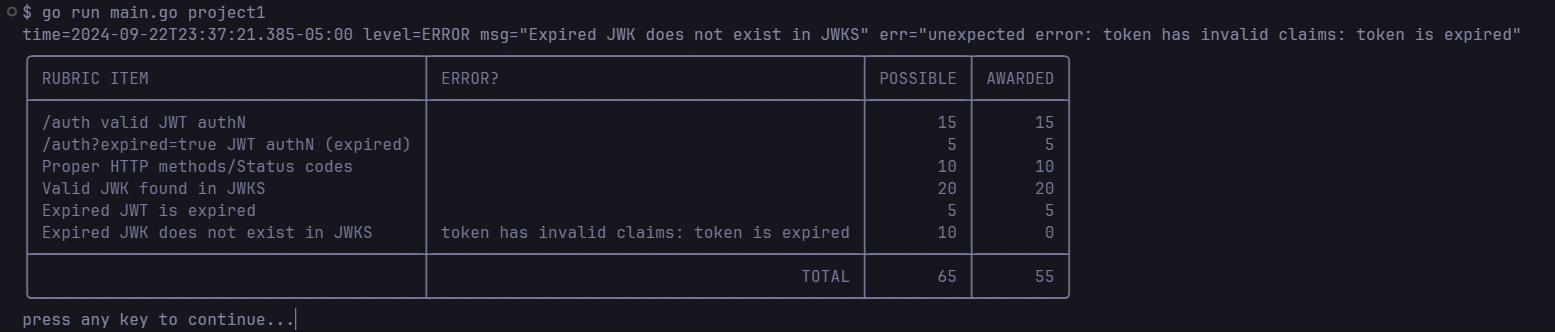 $ go run main.go project1
time=2024-09-22T23:37:21.385-05:00 level=ERROR msg="Expired JWK does not exist in JWKS" err="unexpected error: token has invalid claims: token is expired"
RUBRIC ITEM ERROR? POSSIBLE AWARDED
/auth valid JWT authN 15 15
/auth?expired=true JWT authN (expired) 5 5
Proper HTTP methods/Status codes 10 10
Valid JWK found in JWKS 20 20
Expired JWT is expired 5 5
Expired JWK does not exist in JWKS token has invalid claims: token is expired 10 0
TOTAL 65 55
press any key to continue...